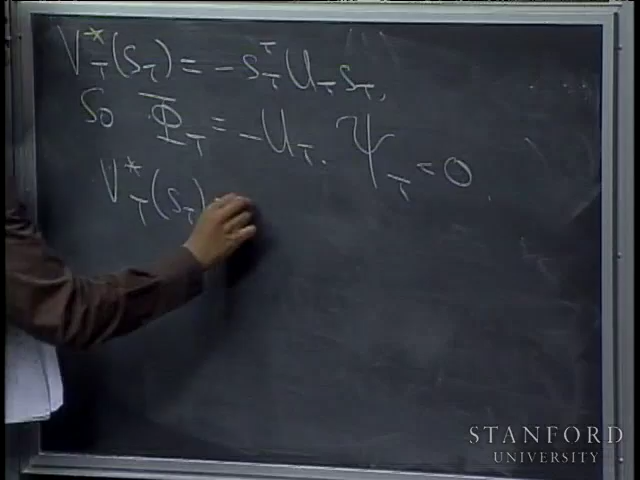 V*_T(s_T) = -s_T^T U_T s_T,
So Φ_T = -U_T. Ψ_T = 0.
V*_T(s_T)
STANFORD
UNIVERSITY